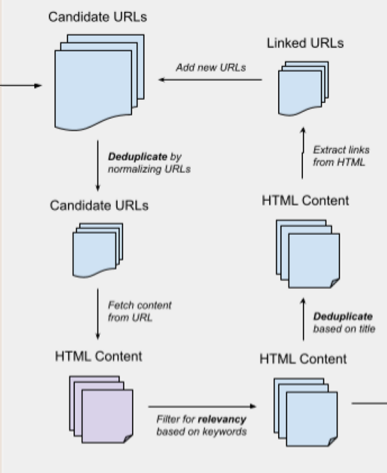 Candidate URLs
Linked URLs
Add new URLs
Deduplicate by
normalizing URLs
Extract links
from HTML
Candidate URLs
HTML Content
Fetch content
from URL
Deduplicate
based on title
HTML Content
HTML Content
Filter for relevancy
based on keywords